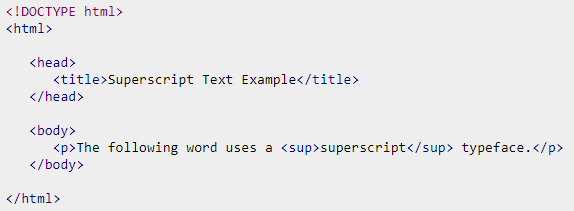 <!DOCTYPE html>
<html>
<head>
<title>Superscript Text Example</title>
</head>
<body>
<p>The following word uses a <sup>superscript</sup> typeface.</p>
</body>
</html>